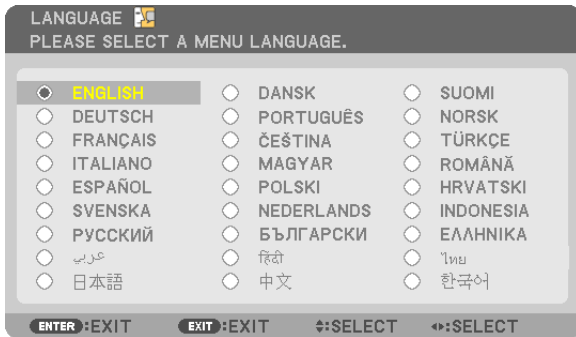 LANGUAGE
PLEASE SELECT A MENU LANGUAGE.
ENGLISH DANSK SUOMI
DEUTSCH PORTUGUÊS NORSK
FRANÇAIS ČEŠTINA TÜRKÇE
ITALIANO MAGYAR ROMÂNĂ
ESPAÑOL POLSKI HRVATSKI
SVENSKA NEDERLANDS INDONESIA
РУССКИЙ БЪЛГАРСКИ ΕΛΛΗΝΙΚΑ
عربي हिंदी ไทย
日本語 中文 한국어
ENTER :EXIT EXIT :EXIT :SELECT :SELECT